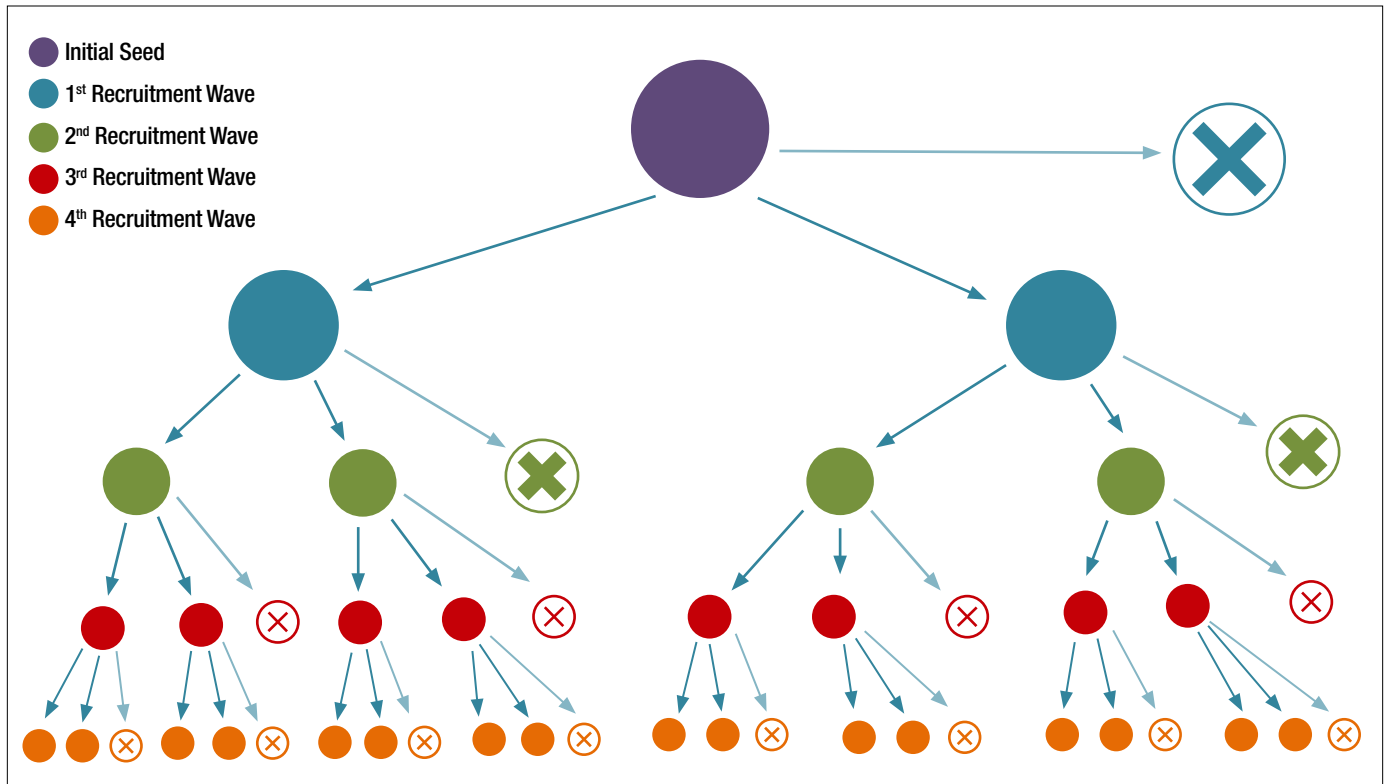 Initial Seed
1st Recruitment Wave
2nd Recruitment Wave
3rd Recruitment Wave
4th Recruitment Wave